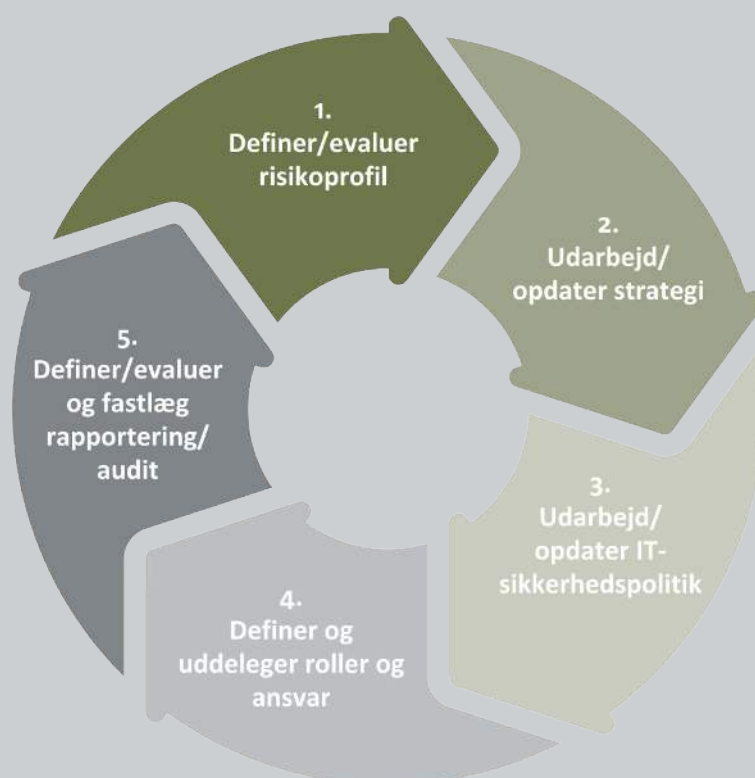 1.
Definer/evaluer
risikoprofil
2.
Udarbejd/
opdater strategi
3.
Udarbejd/
opdater IT-
sikkerhedspolitik
4.
Definer og
uddeleger roller og
ansvar
5.
Definer/evaluer
og fastlæg
rapportering/
audit